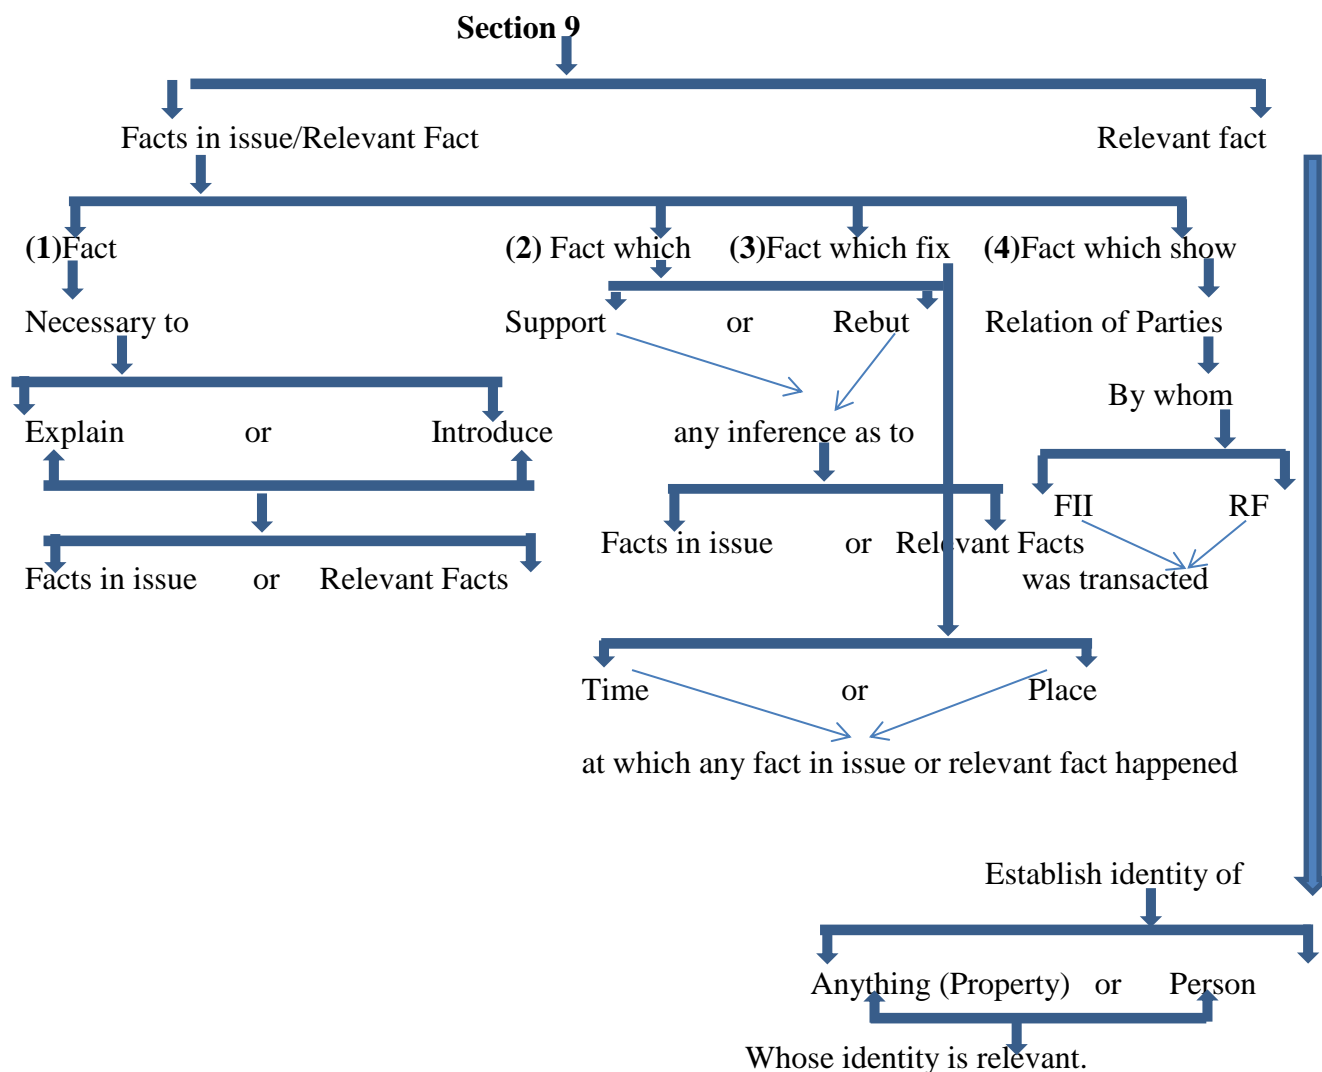 Section 9
Facts in issue/Relevant Fact Relevant fact
(1)Fact (2) Fact which (3)Fact which fix (4)Fact which show
Necessary to Support or Rebut Relation of Parties
By whom
Explain or Introduce any inference as to
FII RF
Facts in issue or Relevant Facts
Facts in issue or Relevant Facts was transacted
Time or Place
at which any fact in issue or relevant fact happened
Establish identity of
Anything (Property) or Person
Whose identity is relevant.